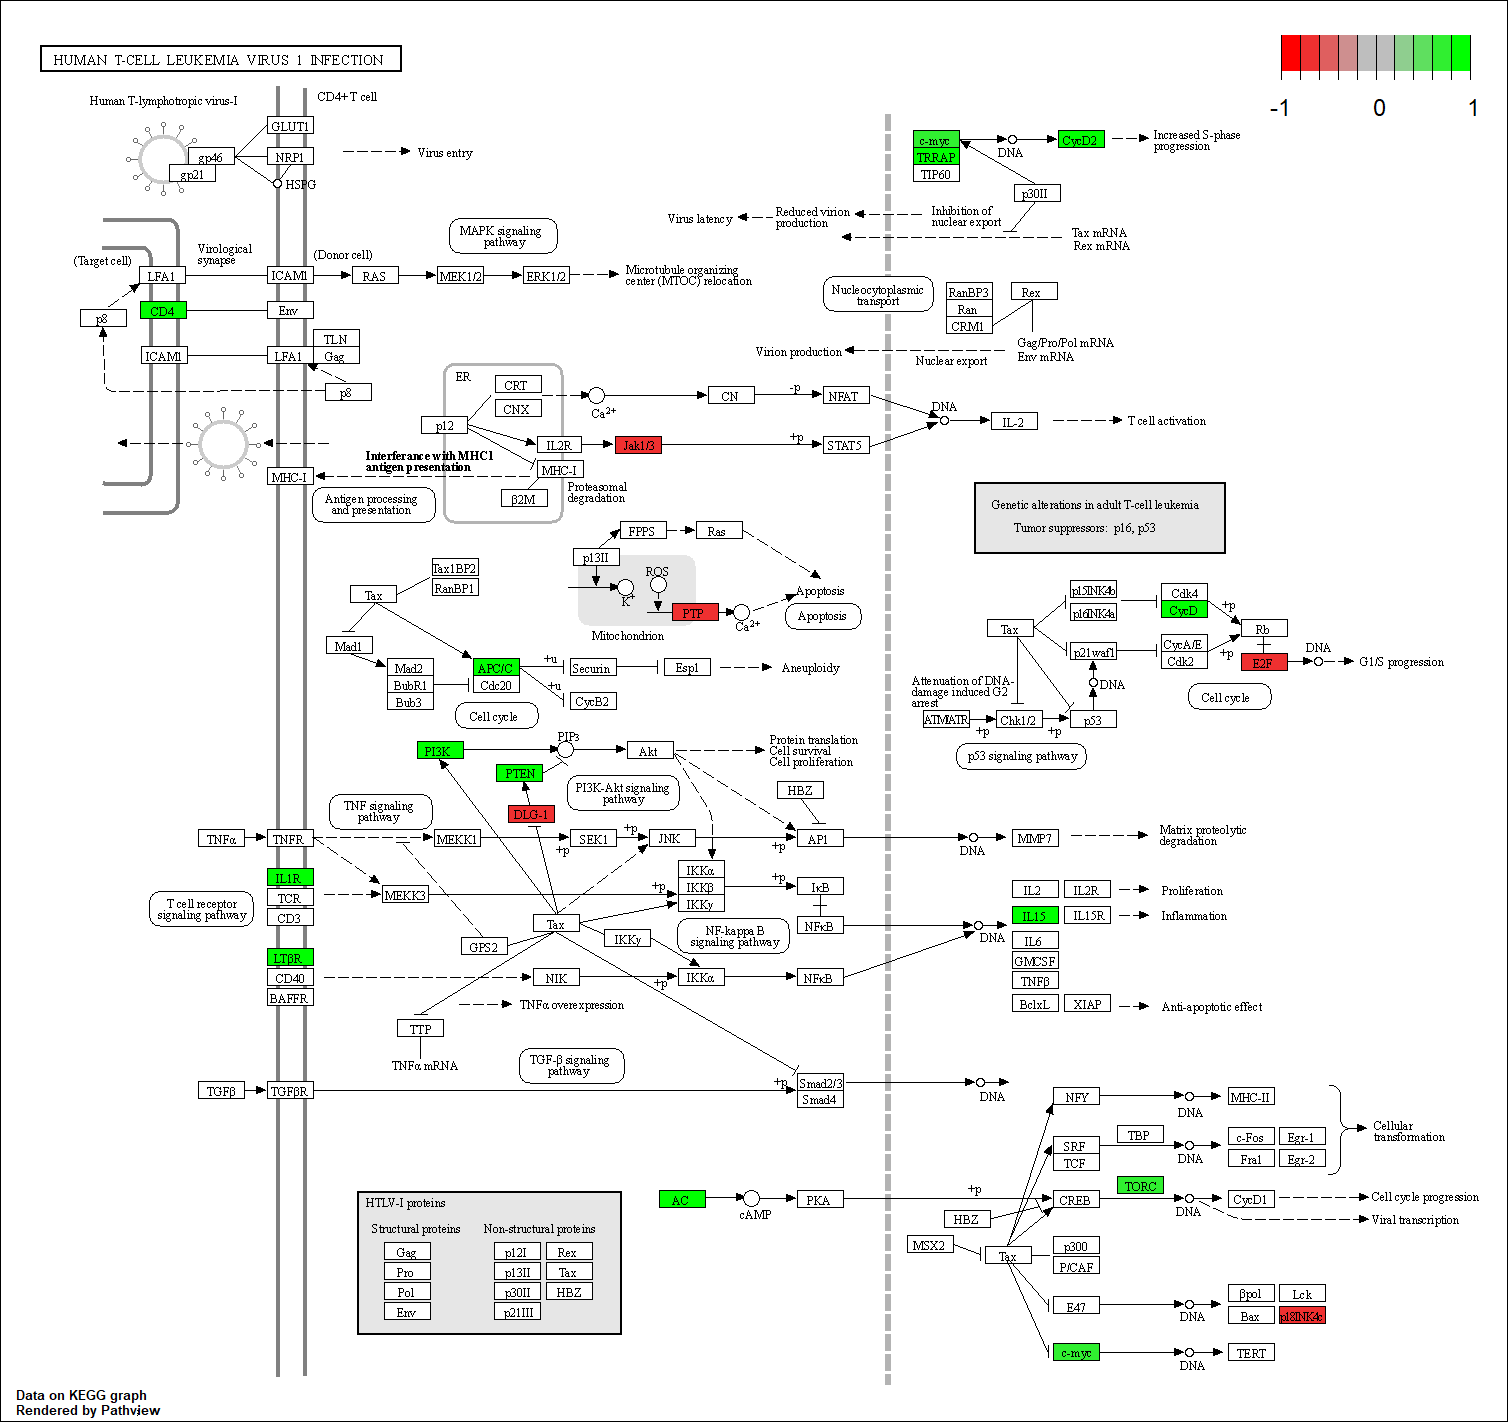 HUMAN T-CELL LEUKEMIA VIRUS 1 INFECTION
-1
0
1
Human T-lymphotropic virus-I
CD4+ T cell
GLUT1
gp46
NRP1
gp21
HSPG
Virus entry
c-myc
TRRAP
TIP60
DNA
CycD2
Increased S-phase
progression
p30II
Virus latency
Reduced virion
production
Inhibition of
nuclear export
Tax mRNA
Rex mRNA
MAPK signaling
pathway
(Target cell)
Virological
synapse
(Donor cell)
LFA1
ICAM1
RAS
MEK1/2
ERK1/2
Microtubule organizing
center (MTOC) relocation
CD4
Env
p8
ICAM1
LFA1
TLN
Gag
p8
Nucleocytoplasmic
transport
RanBP3
Ran
CRM1
Rex
Gag/Pro/Pol mRNA
Env mRNA
Virion production
Nuclear export
ER
CRT
CNX
p12
IL2R
MHC-I
β2M
Ca2+
CN
-p
NFAT
Jak1/3
+p
STAT5
DNA
IL-2
T cell activation
Interferance with MHC1
antigen presentation
MHC-I
Proteasomal
degradation
Antigen processing
and presentation
Genetic alterations in adult T-cell leukemia
Tumor suppressors: p16, p53
FPPS
Ras
p13II
K+
ROS
PTP
Ca2+
Mitochondrion
Apoptosis
Apoptosis
Tax1BP2
RanBP1
Tax
Mad1
Mad2
BubR1
Bub3
APC/C
Cdc20
+u
+u
Securin
Esp1
CycB2
Aneuploidy
Cell cycle
Tax
p15INK4b
p16INK4a
Cdk4
CycD
+p
p21waf1
CycA/E
Cdk2
+p
Rb
E2F
DNA
G1/S progression
Attenuation of DNA-
damage induced G2
arrest
DNA
ATM/ATR
+p
Chk1/2
+p
p53
Cell cycle
p53 signaling pathway
PI3K
PIP3
Akt
Protein translation
Cell survival
Cell proliferation
PTEN
PI3K-Akt signaling
pathway
DLG-1
HBZ
TNF signaling
pathway
TNFα
TNFR
MEKK1
+p
SEK1
+p
JNK
+p
AP1
DNA
MMP7
Matrix proteolytic
degradation
IL1R
TCR
CD3
T cell receptor
signaling pathway
MEKK3
+p
IKKα
IKKβ
IKKγ
+p
IκB
NFκB
Tax
GPS2
IKKγ
NF-kappa B
signaling pathway
DNA
IL2
IL2R
Proliferation
IL15
IL15R
Inflammation
IL6
GMCSF
TNFβ
BclxL
XIAP
Anti-apoptotic effect
LTβR
CD40
BAFFR
NIK
+p
IKKα
NFκB
TNFα overexpression
TTP
TNFα mRNA
TGF-β signaling
pathway
TGFβ
TGFβR
+p
Smad2/3
Smad4
DNA
NFY
DNA
MHC-II
SRF
TCF
TBP
DNA
c-Fos
Egr-1
Fra1
Egr-2
Cellular
transformation
AC
cAMP
PKA
+p
CREB
TORC
DNA
CycD1
Cell cycle progression
Viral transcription
HBZ
MSX2
Tax
p300
P/CAF
E47
DNA
βpol
Lck
Bax
p18INK4c
c-myc
DNA
TERT
HTLV-I proteins
Structural proteins
Non-structural proteins
Gag
p12I
Rex
Pro
p13II
Tax
Pol
p30II
HBZ
Env
p21III
Data on KEGG graph
Rendered by Pathview